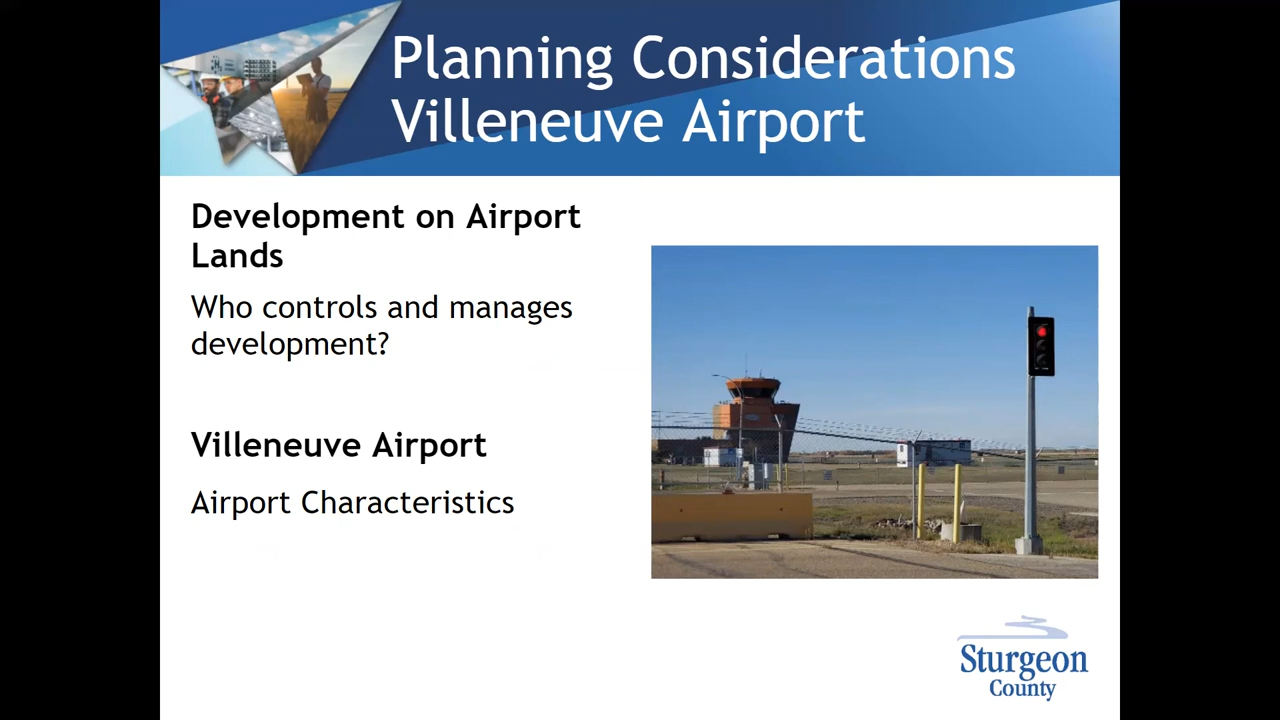 Planning Considerations
Villeneuve Airport
Development on Airport
Lands
Who controls and manages
development?
Villeneuve Airport
Airport Characteristics
Sturgeon
County